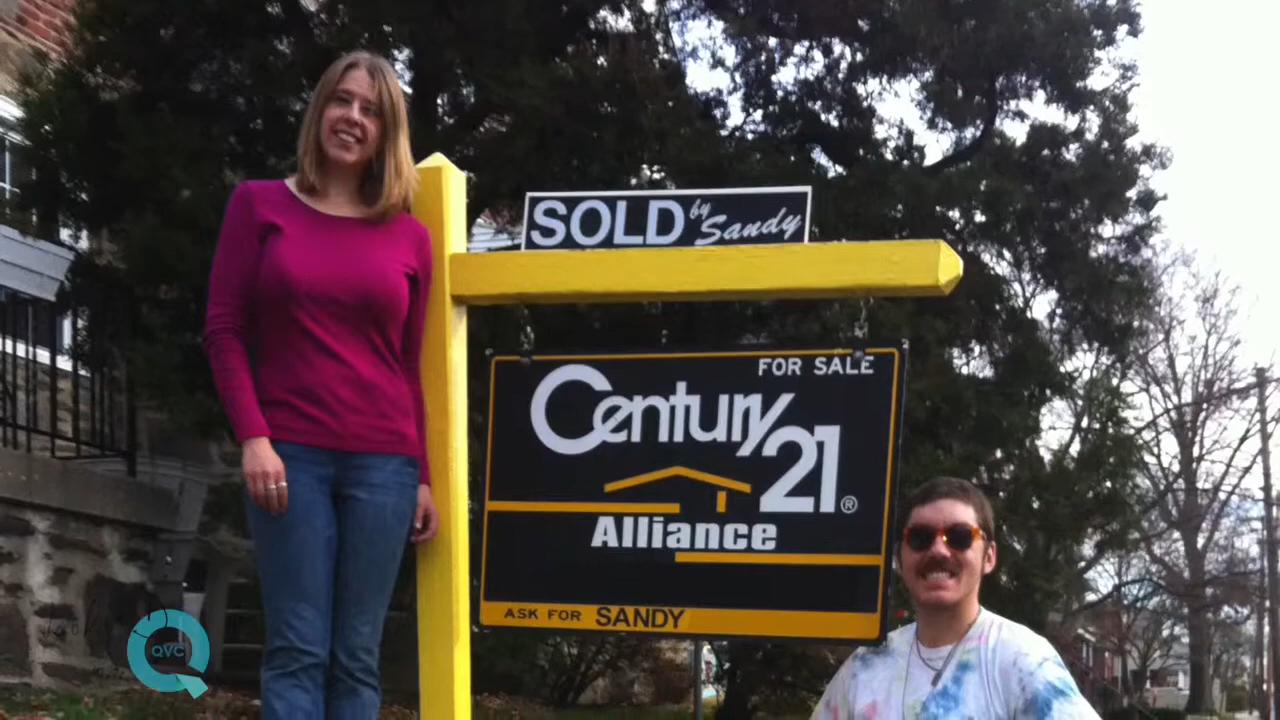 SOLD by Sandy
FOR SALE
Century 21®
Alliance
ASK FOR SANDY
QVC